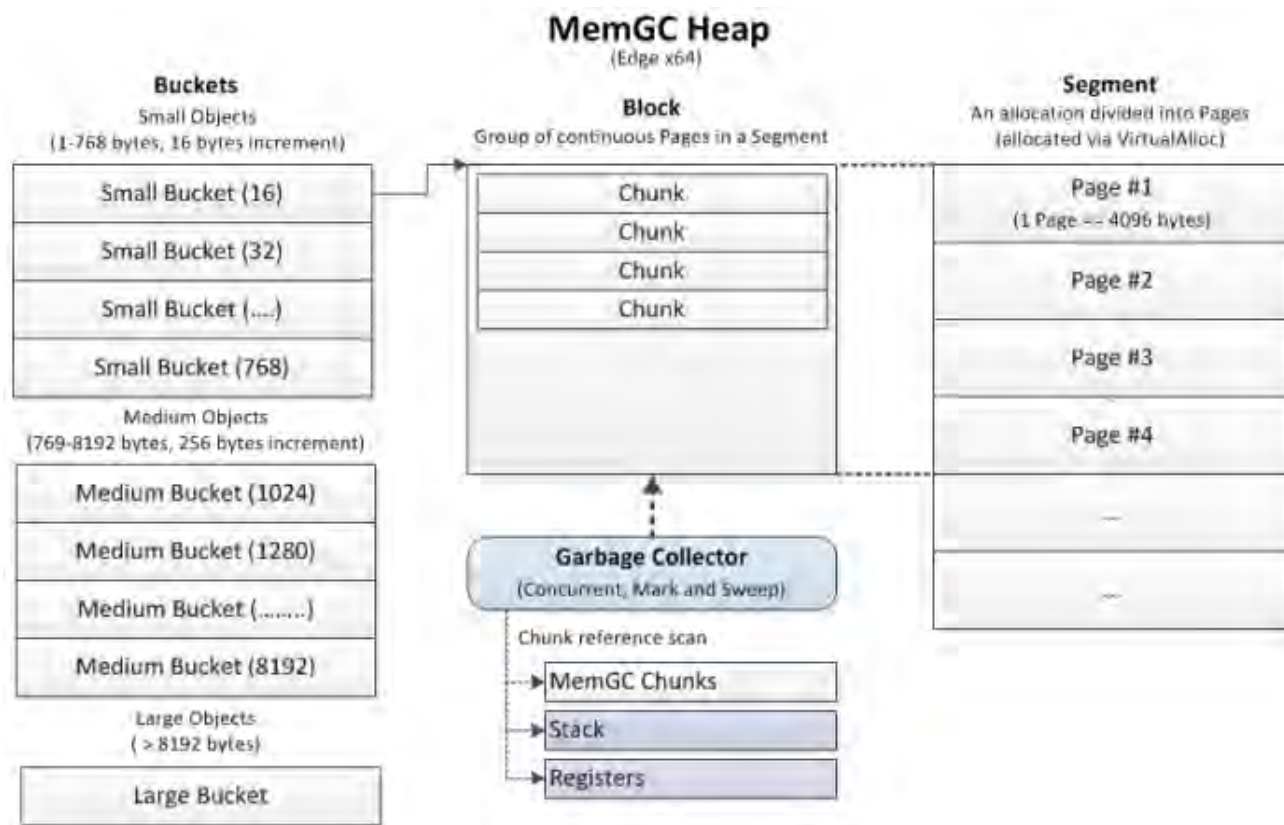 MemGC Heap
(Edge x64)
Buckets
Small Objects
(1-768 bytes, 16 bytes increment)
Small Bucket (16)
Small Bucket (32)
Small Bucket (....)
Small Bucket (768)
Medium Objects
(769-8192 bytes, 256 bytes increment)
Medium Bucket (1024)
Medium Bucket (1280)
Medium Bucket (........)
Medium Bucket (8192)
Large Objects
( > 8192 bytes)
Large Bucket
Block
Group of continuous Pages in a Segment
Chunk
Chunk
Chunk
Chunk
Garbage Collector
(Concurrent, Mark and Sweep)
Chunk reference scan
MemGC Chunks
Stack
Registers
Segment
An allocation divided into Pages
(allocated via VirtualAlloc)
Page #1
(1 Page == 4096 bytes)
Page #2
Page #3
Page #4
...
...